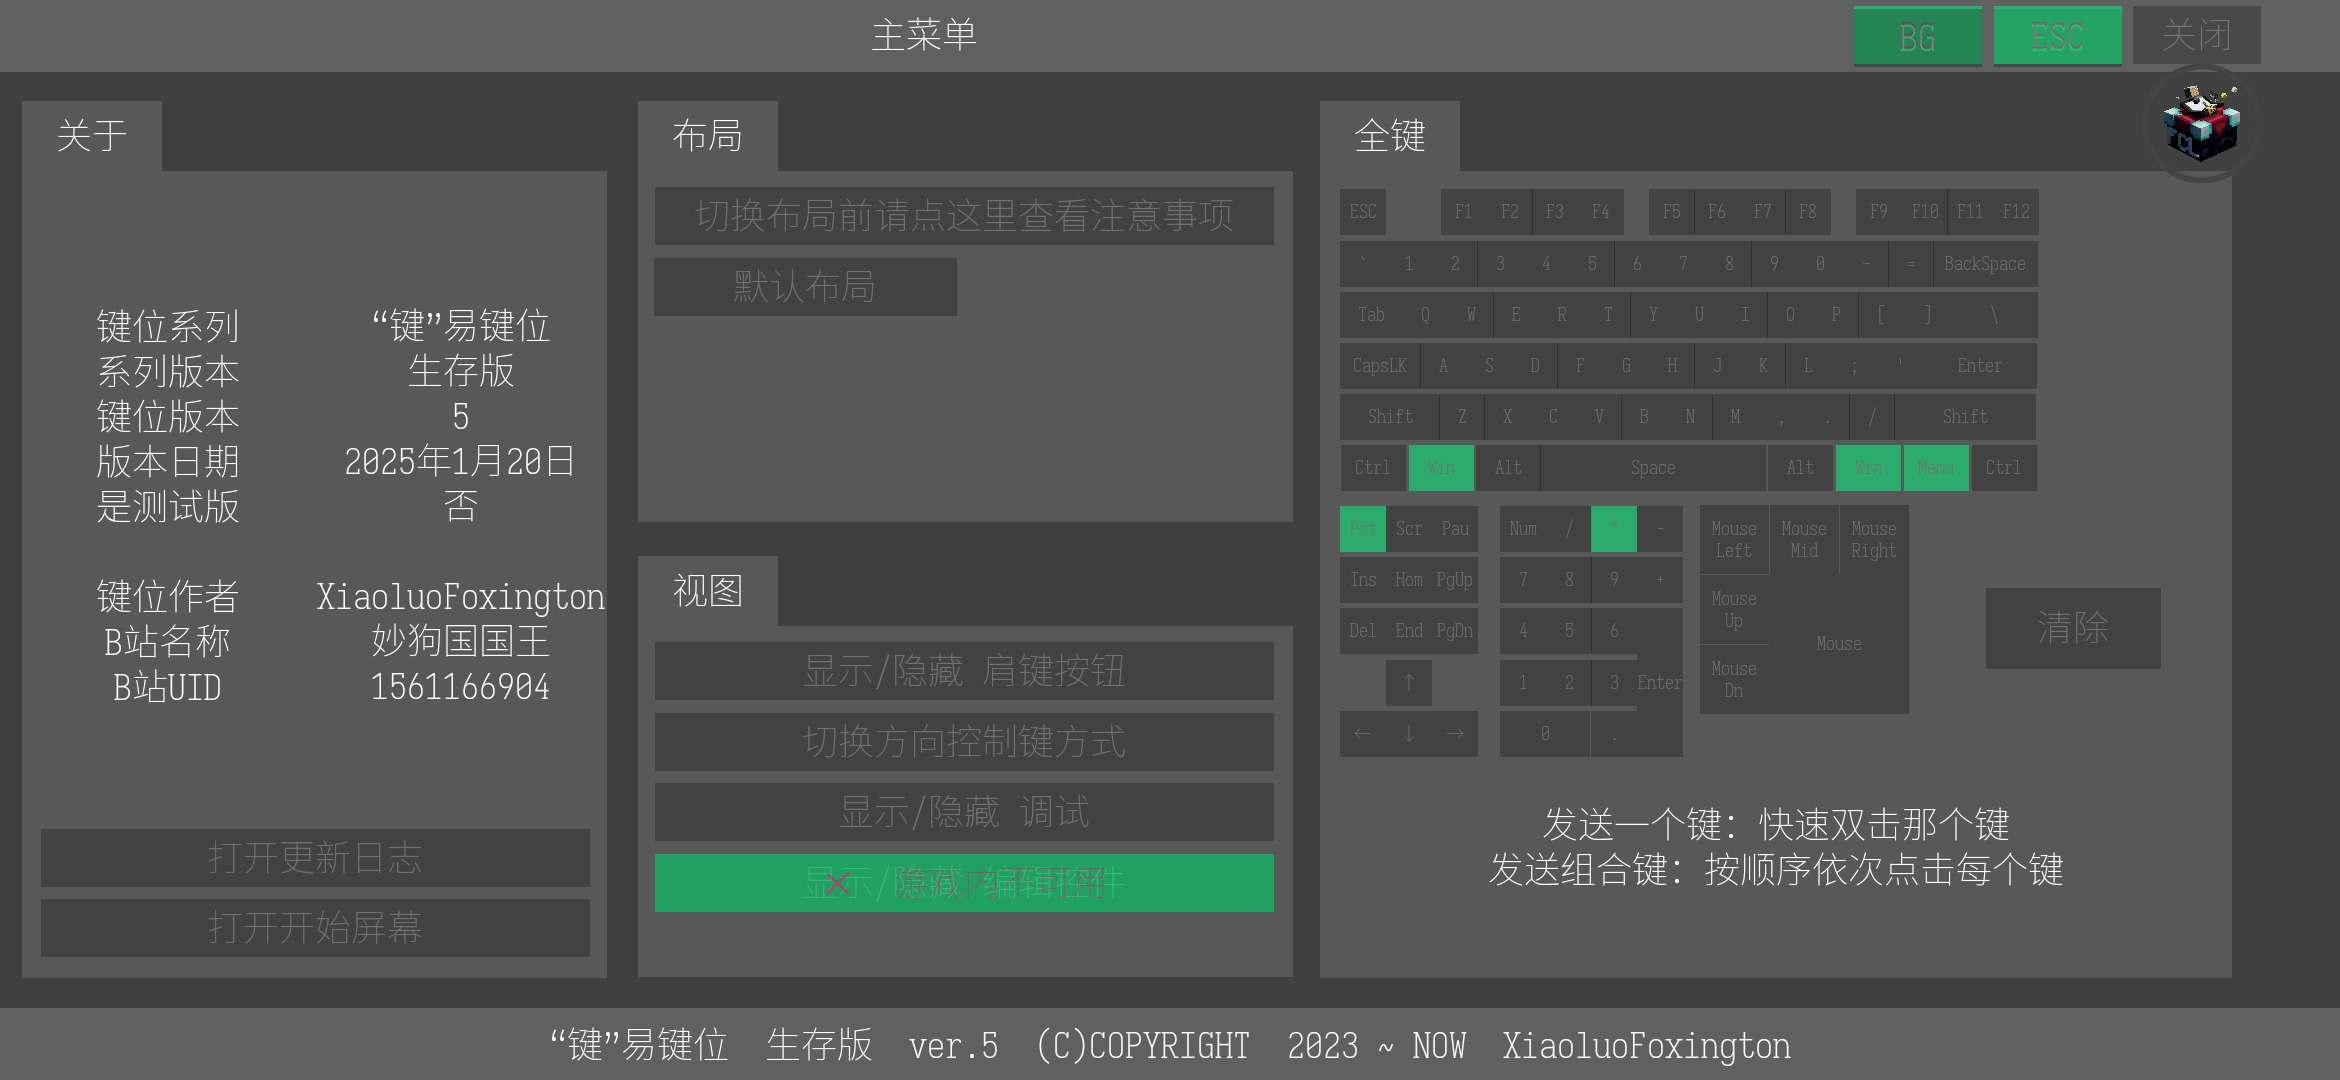 主菜单
BG
ESC
关闭
关于
键位系列 “键”易键位
系列版本 生存版
键位版本 5
版本日期 2025年1月20日
是测试版 否
键位作者 XiaoluoFoxington
B站名称 妙狗国国王
B站UID 1561166904
打开更新日志
打开开始屏幕
布局
切换布局前请点这里查看注意事项
默认布局
视图
显示/隐藏 肩键按钮
切换方向控制键方式
显示/隐藏 调试
显示/隐藏 编辑控件
全键
ESC F1 F2 F3 F4 F5 F6 F7 F8 F9 F10 F11 F12
` 1 2 3 4 5 6 7 8 9 0 - = BackSpace
Tab Q W E R T Y U I O P [ ] \
CapsLK A S D F G H J K L ; ' Enter
Shift Z X C V B N M , . / Shift
Ctrl Win Alt Space Alt Win Menu Ctrl
Prt Scr Pau
Ins Hom PgUp
Del End PgDn
↑
← ↓ →
Num / * -
7 8 9 +
4 5 6
1 2 3 Enter
0 .
Mouse Left
Mouse Mid
Mouse Right
Mouse Up
Mouse
Mouse Dn
清除
发送一个键：快速双击那个键
发送组合键：按顺序依次点击每个键
“键”易键位 生存版 ver.5 (C)COPYRIGHT 2023 ~ NOW XiaoluoFoxington